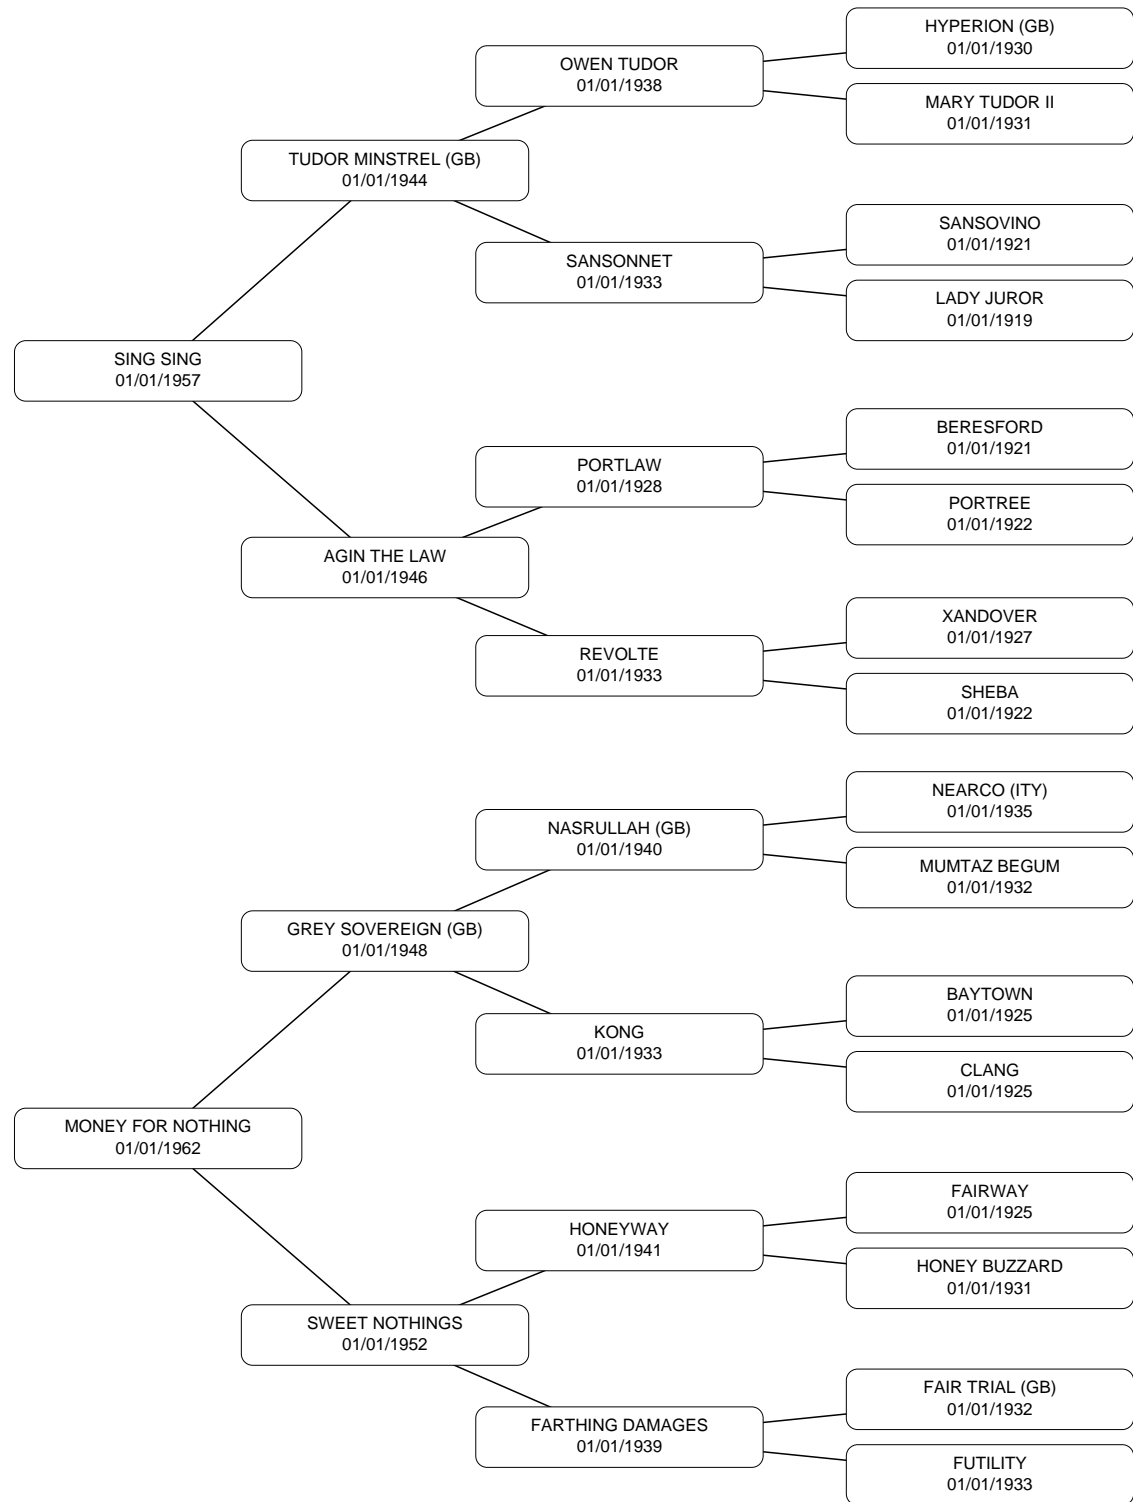 HYPERION (GB)
01/01/1930
OWEN TUDOR
01/01/1938
MARY TUDOR II
01/01/1931
TUDOR MINSTREL (GB)
01/01/1944
SANSOVINO
01/01/1921
SANSONNET
01/01/1933
LADY JUROR
01/01/1919
SING SING
01/01/1957
BERESFORD
01/01/1921
PORTLAW
01/01/1928
PORTREE
01/01/1922
AGIN THE LAW
01/01/1946
XANDOVER
01/01/1927
REVOLTE
01/01/1933
SHEBA
01/01/1922
NEARCO (ITY)
01/01/1935
NASRULLAH (GB)
01/01/1940
MUMTAZ BEGUM
01/01/1932
GREY SOVEREIGN (GB)
01/01/1948
BAYTOWN
01/01/1925
KONG
01/01/1933
CLANG
01/01/1925
MONEY FOR NOTHING
01/01/1962
FAIRWAY
01/01/1925
HONEYWAY
01/01/1941
HONEY BUZZARD
01/01/1931
SWEET NOTHINGS
01/01/1952
FAIR TRIAL (GB)
01/01/1932
FARTHING DAMAGES
01/01/1939
FUTILITY
01/01/1933